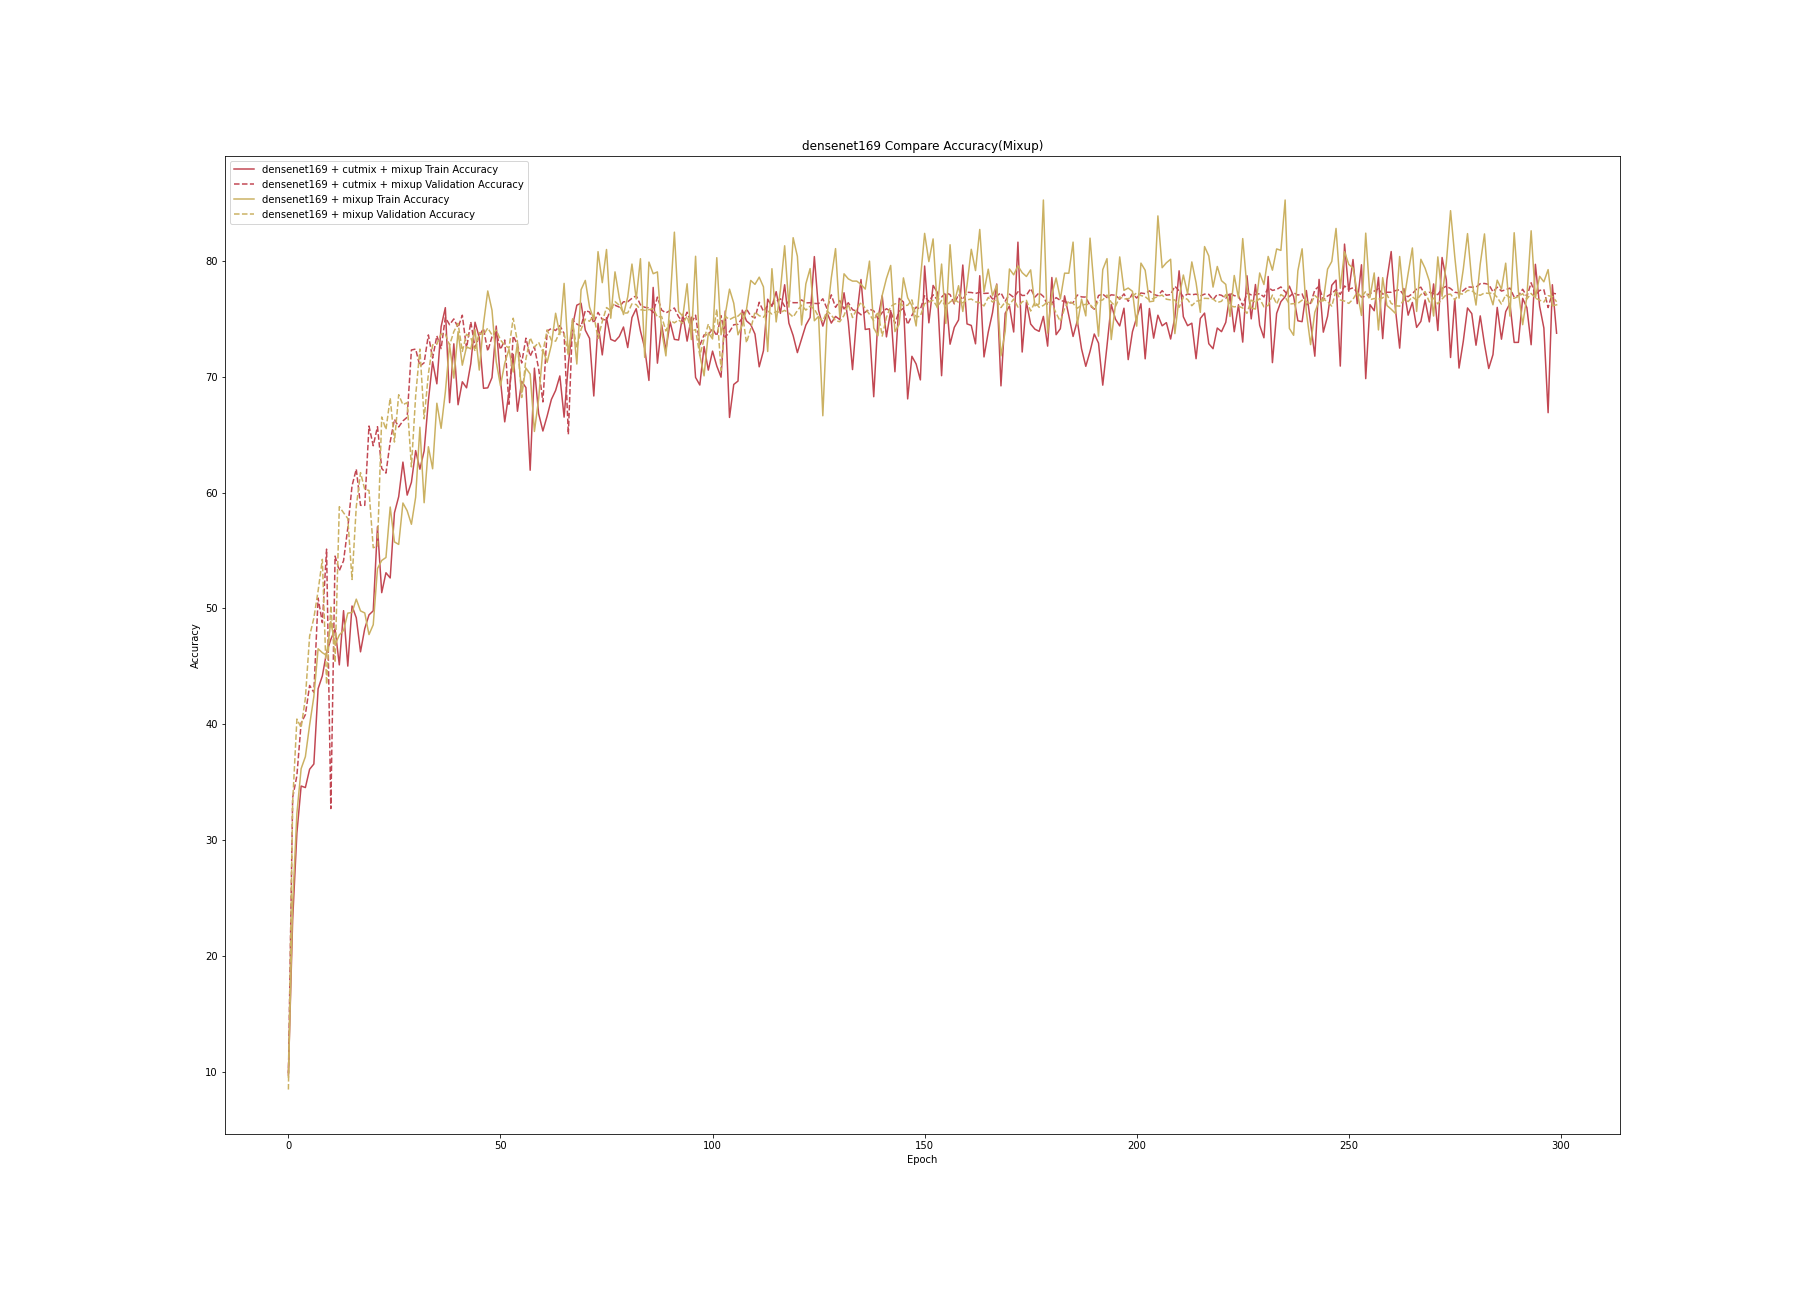 densenet169 Compare Accuracy(Mixup)
densenet169 + cutmix + mixup Train Accuracy
densenet169 + cutmix + mixup Validation Accuracy
densenet169 + mixup Train Accuracy
densenet169 + mixup Validation Accuracy
80
70
60
50
40
30
20
10
Accuracy
0 50 100 150 200 250 300
Epoch